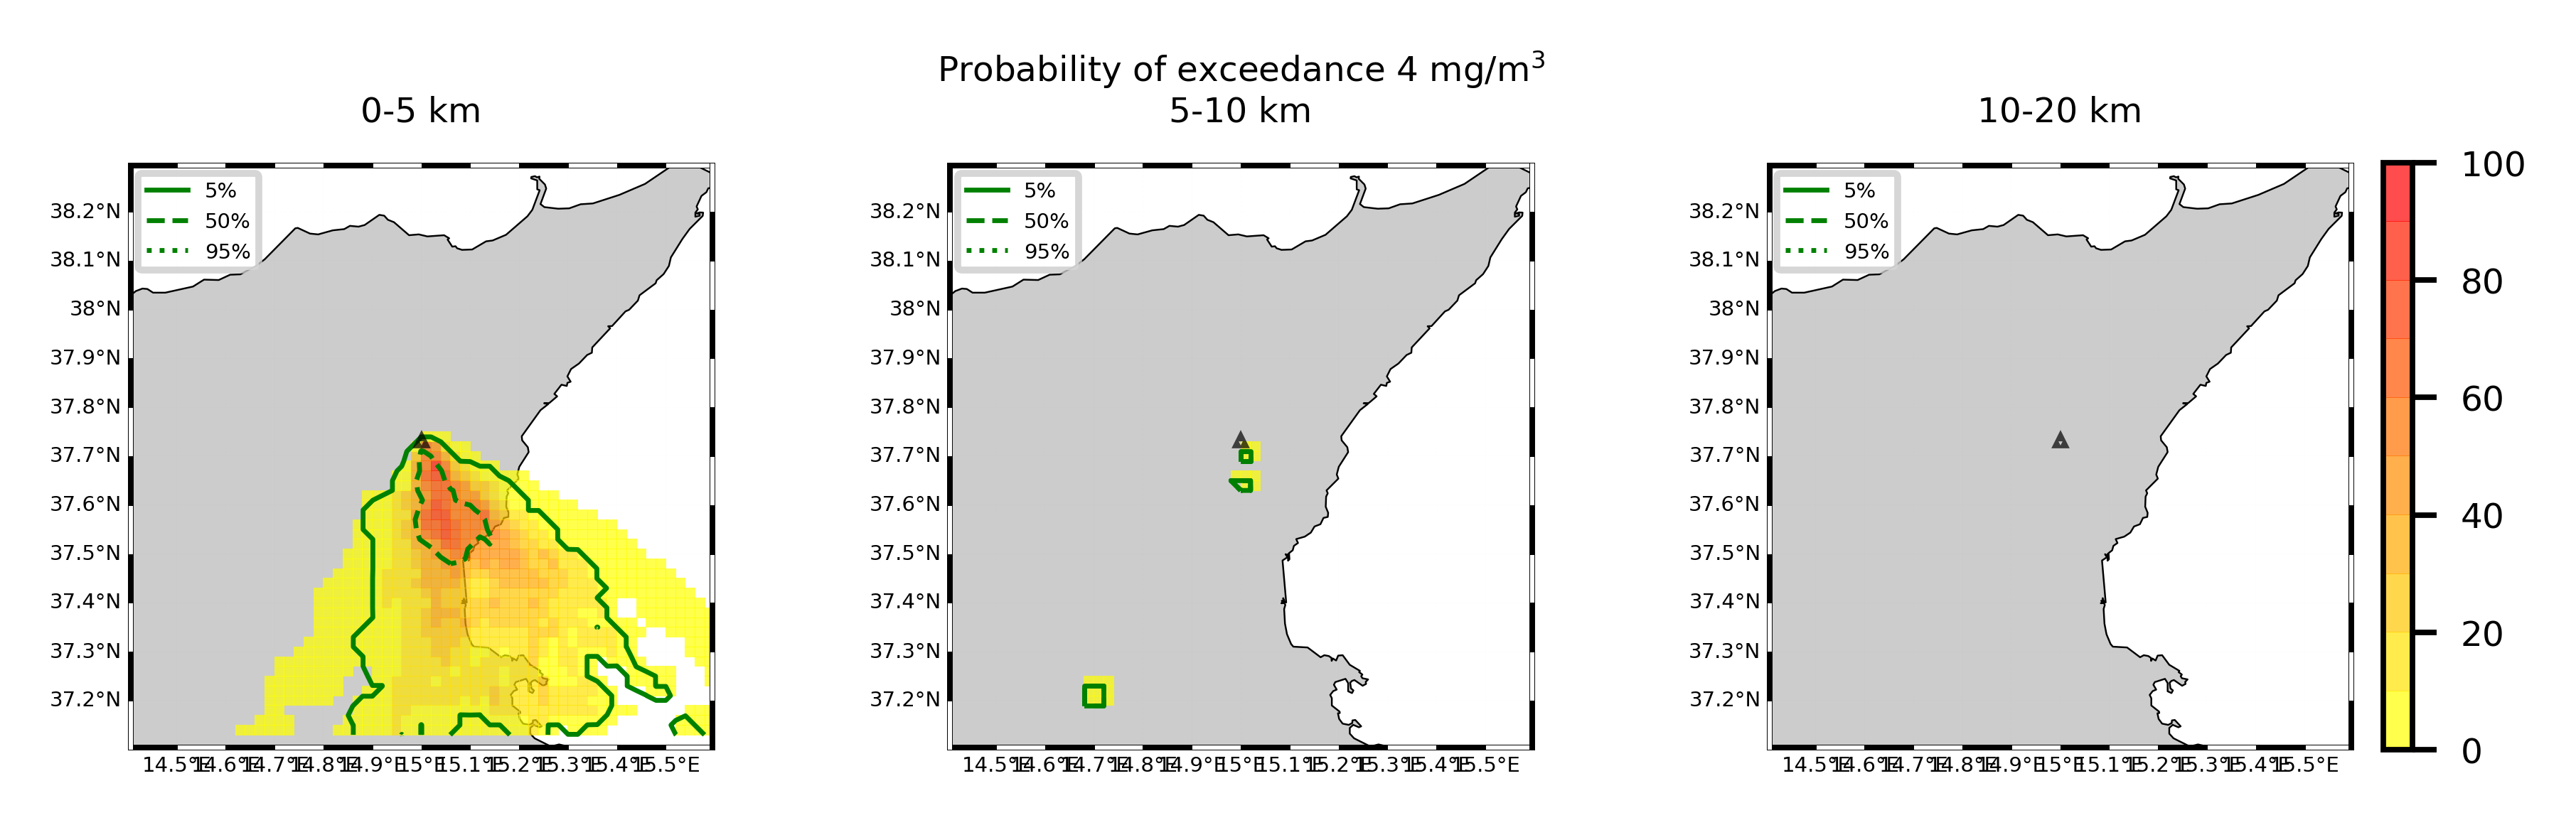 Probability of exceedance 4 mg/m³
0-5 km
5-10 km
10-20 km
5%
50%
95%
38.2°N
38.1°N
38°N
37.9°N
37.8°N
37.7°N
37.6°N
37.5°N
37.4°N
37.3°N
37.2°N
14.5°E 14.6°E 14.7°E 14.8°E 14.9°E 15°E 15.1°E 15.2°E 15.3°E 15.4°E 15.5°E
5%
50%
95%
38.2°N
38.1°N
38°N
37.9°N
37.8°N
37.7°N
37.6°N
37.5°N
37.4°N
37.3°N
37.2°N
14.5°E 14.6°E 14.7°E 14.8°E 14.9°E 15°E 15.1°E 15.2°E 15.3°E 15.4°E 15.5°E
5%
50%
95%
38.2°N
38.1°N
38°N
37.9°N
37.8°N
37.7°N
37.6°N
37.5°N
37.4°N
37.3°N
37.2°N
14.5°E 14.6°E 14.7°E 14.8°E 14.9°E 15°E 15.1°E 15.2°E 15.3°E 15.4°E 15.5°E
100
80
60
40
20
0